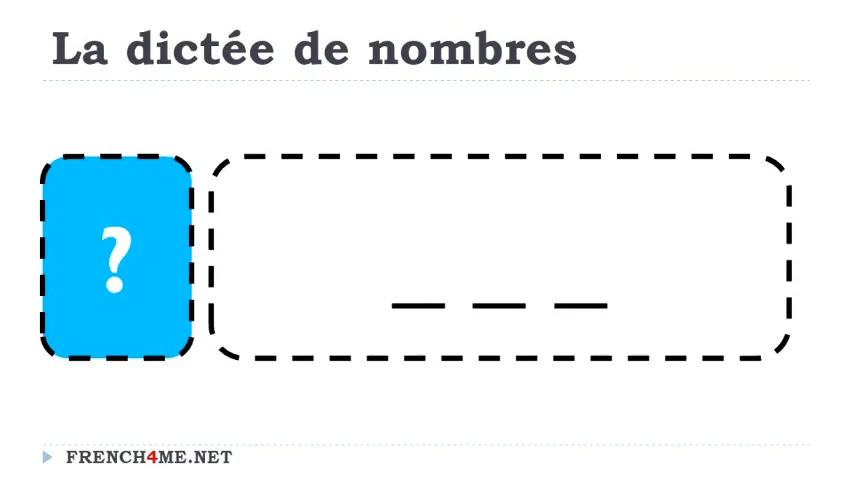 La dictée de nombres
?
_ _ _
FRENCH4ME.NET